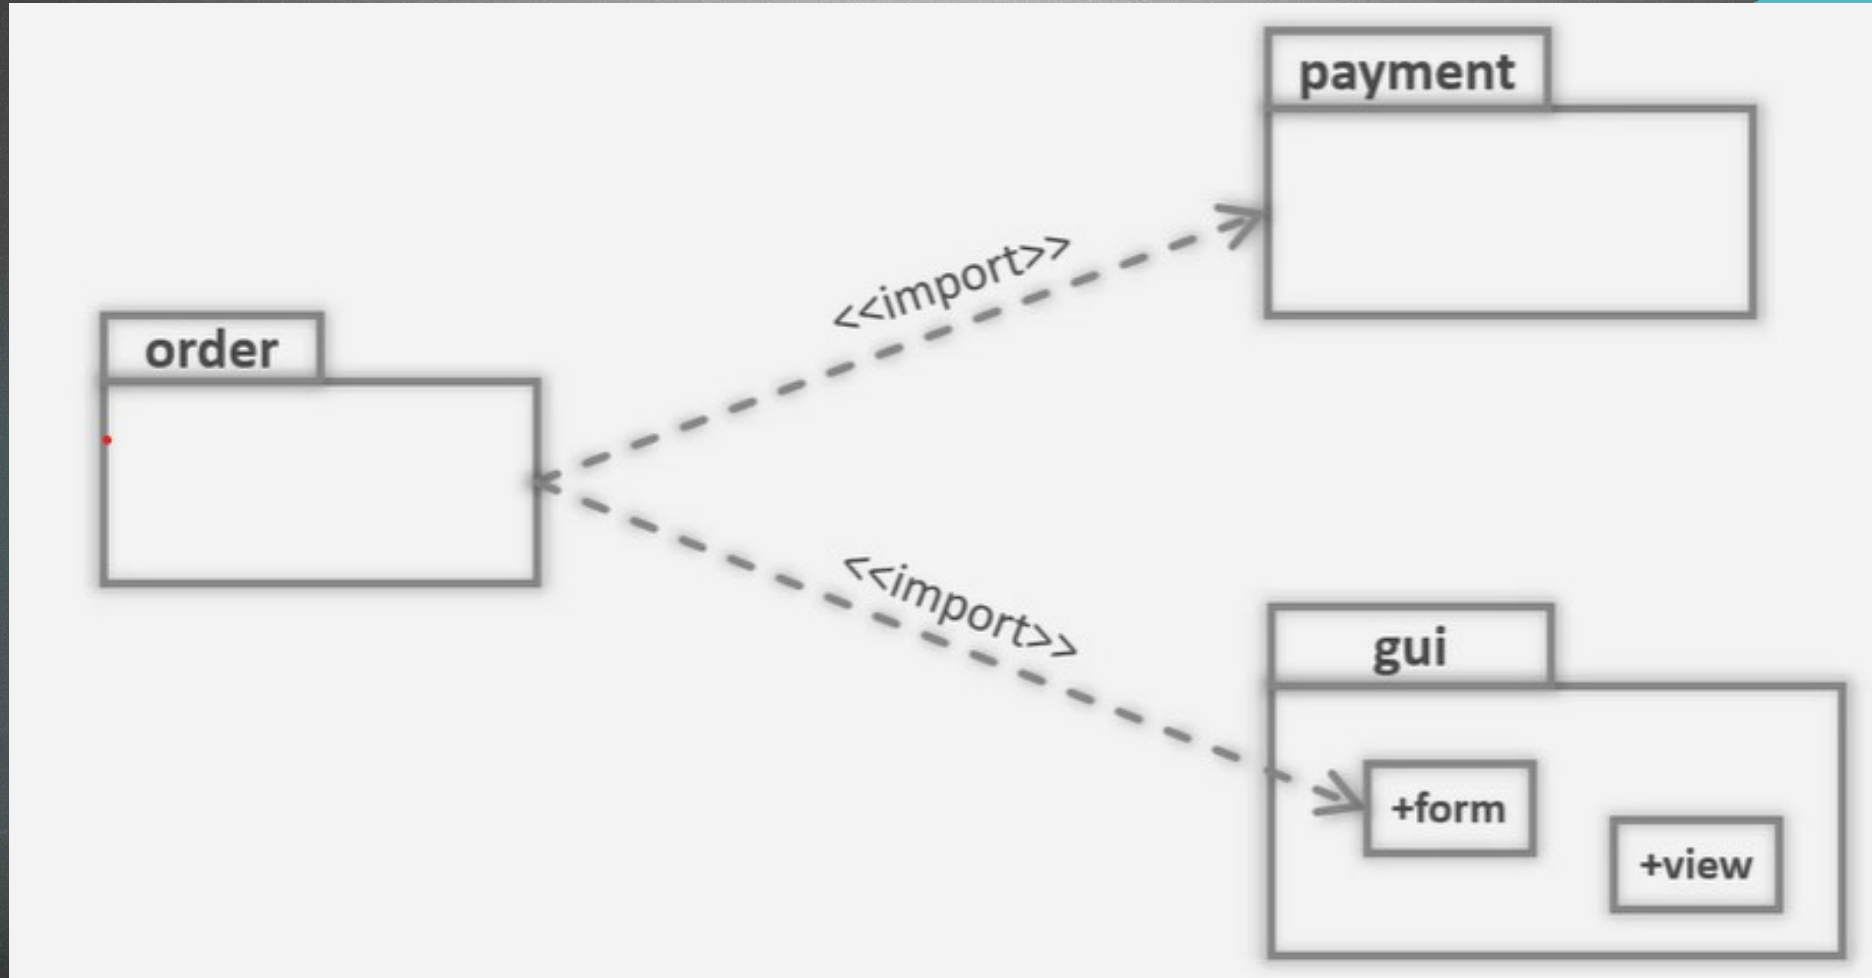 payment
<<import>>
order
<<import>>
gui
+form
+view